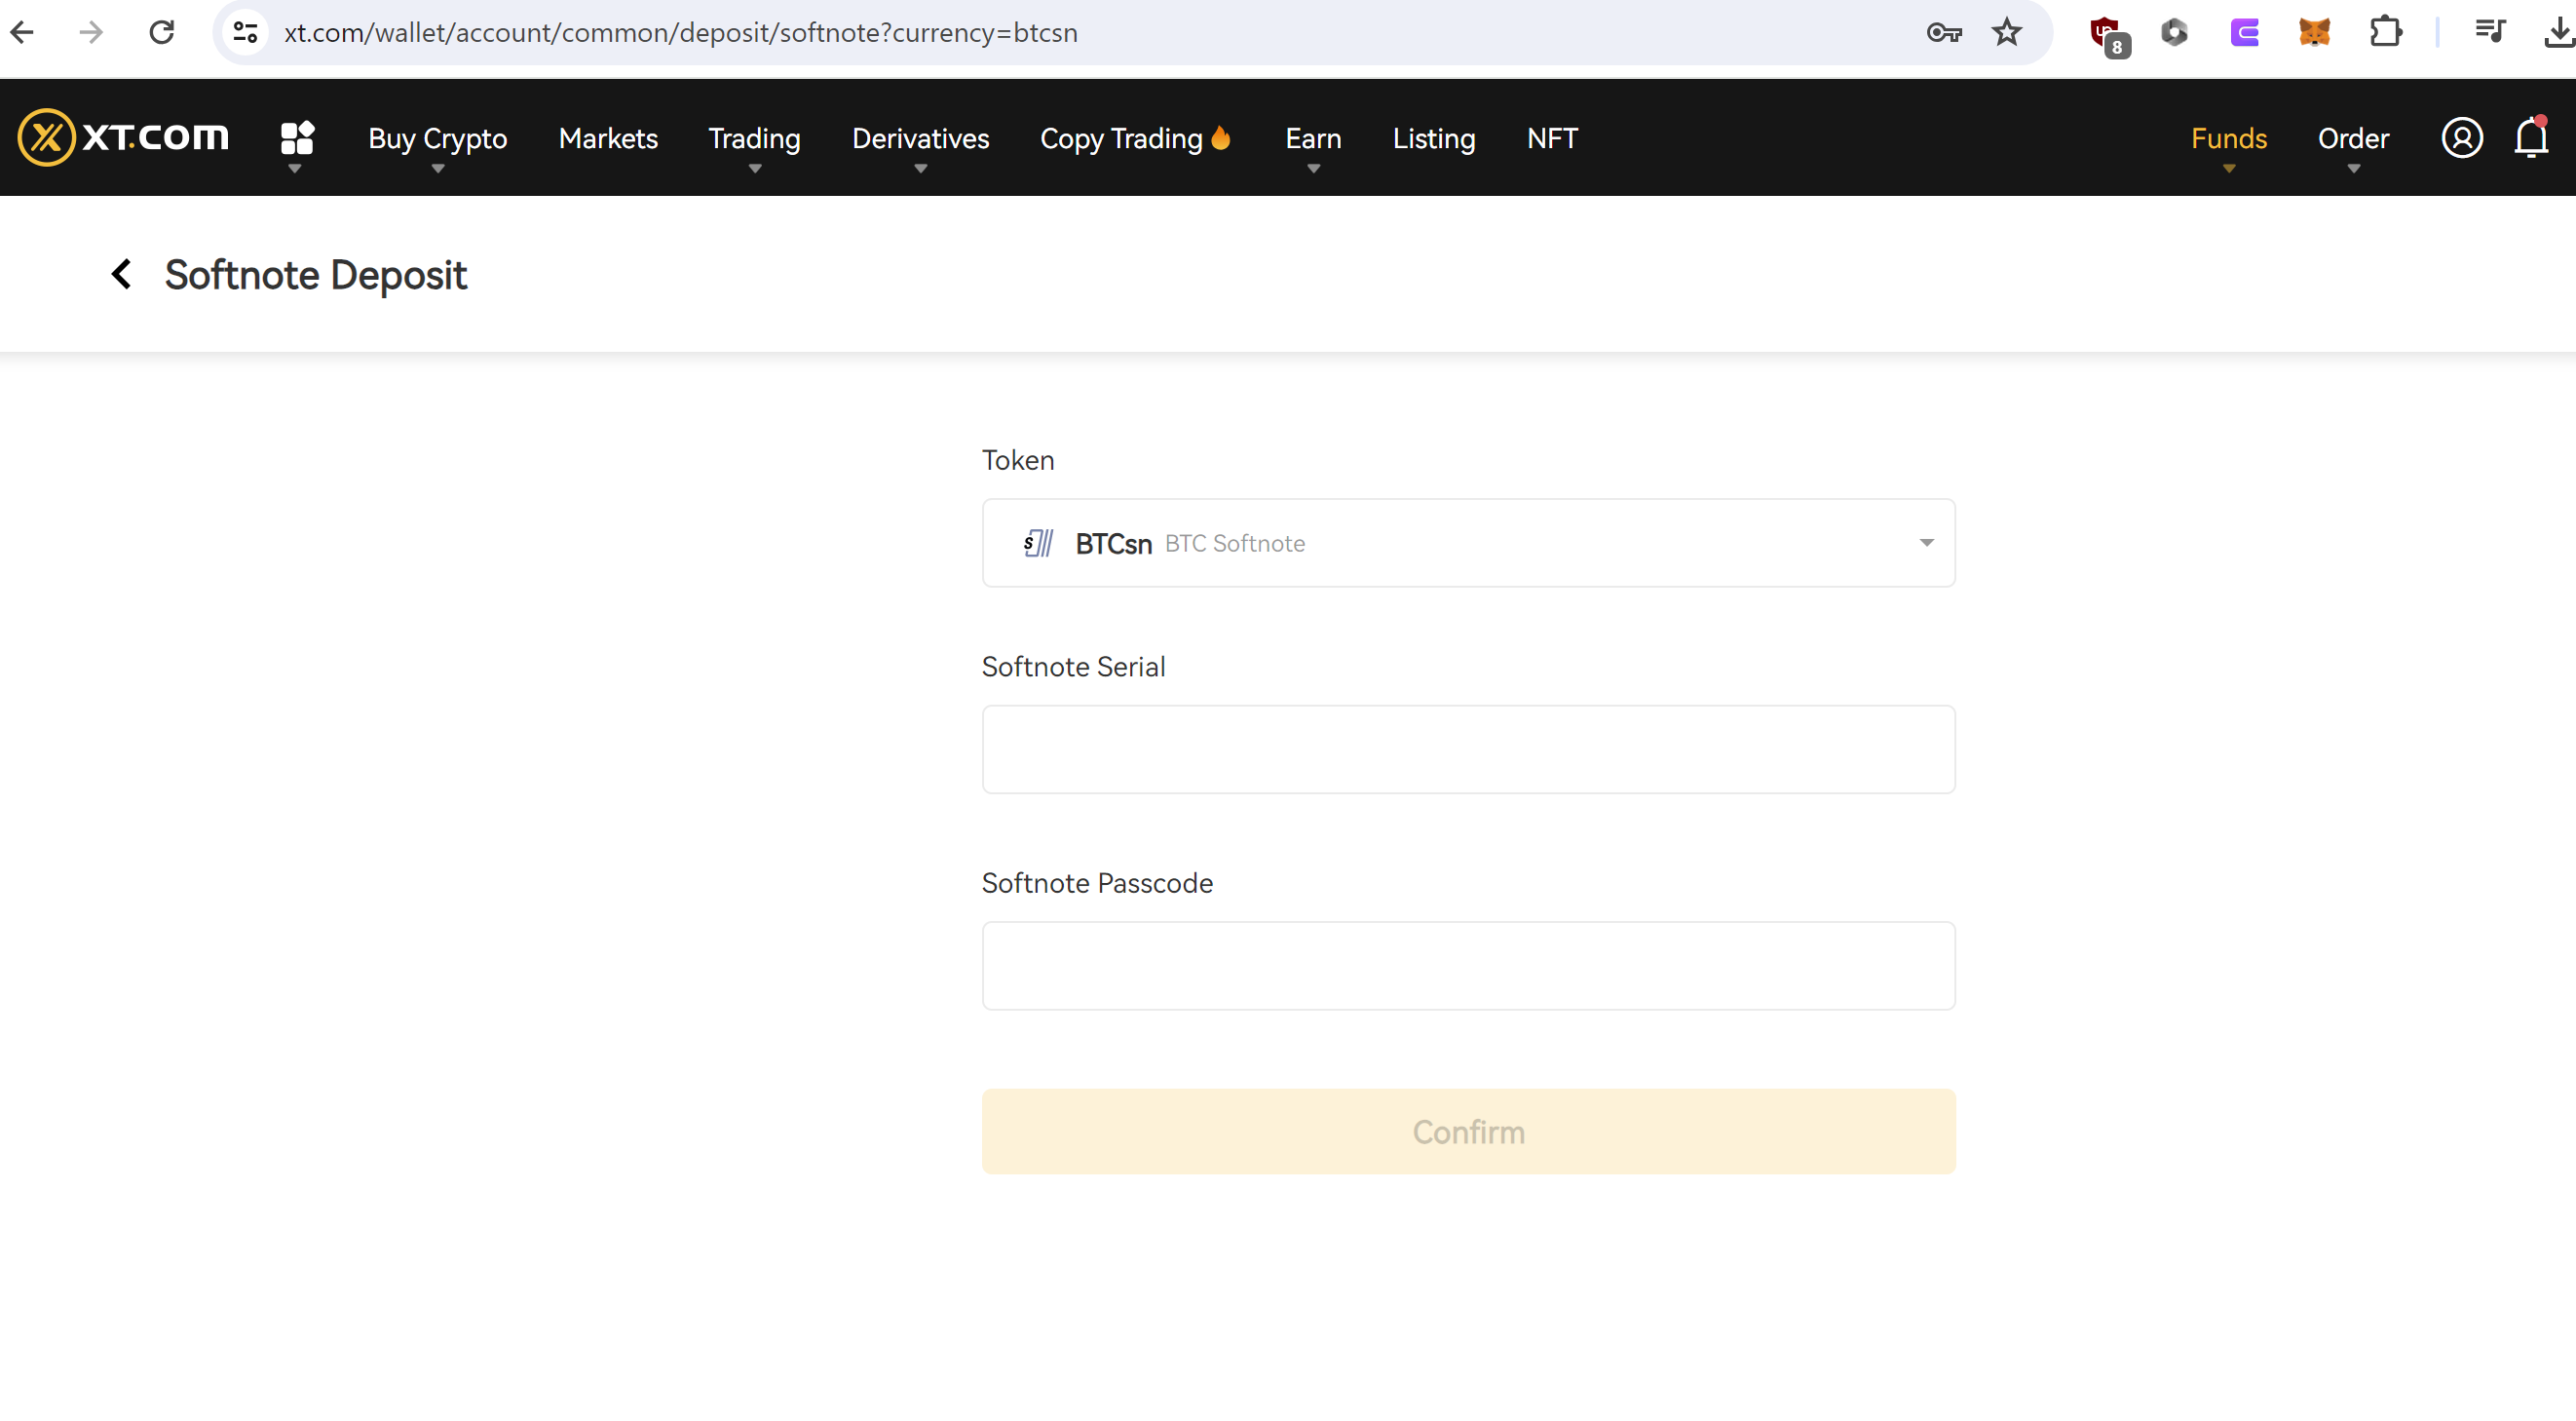 xt.com/wallet/account/common/deposit/softnote?currency=btcsn
8
XT.COM Buy Crypto Markets Trading Derivatives Copy Trading Earn Listing NFT Funds Order
Softnote Deposit
Token
BTCsn BTC Softnote
Softnote Serial
Softnote Passcode
Confirm